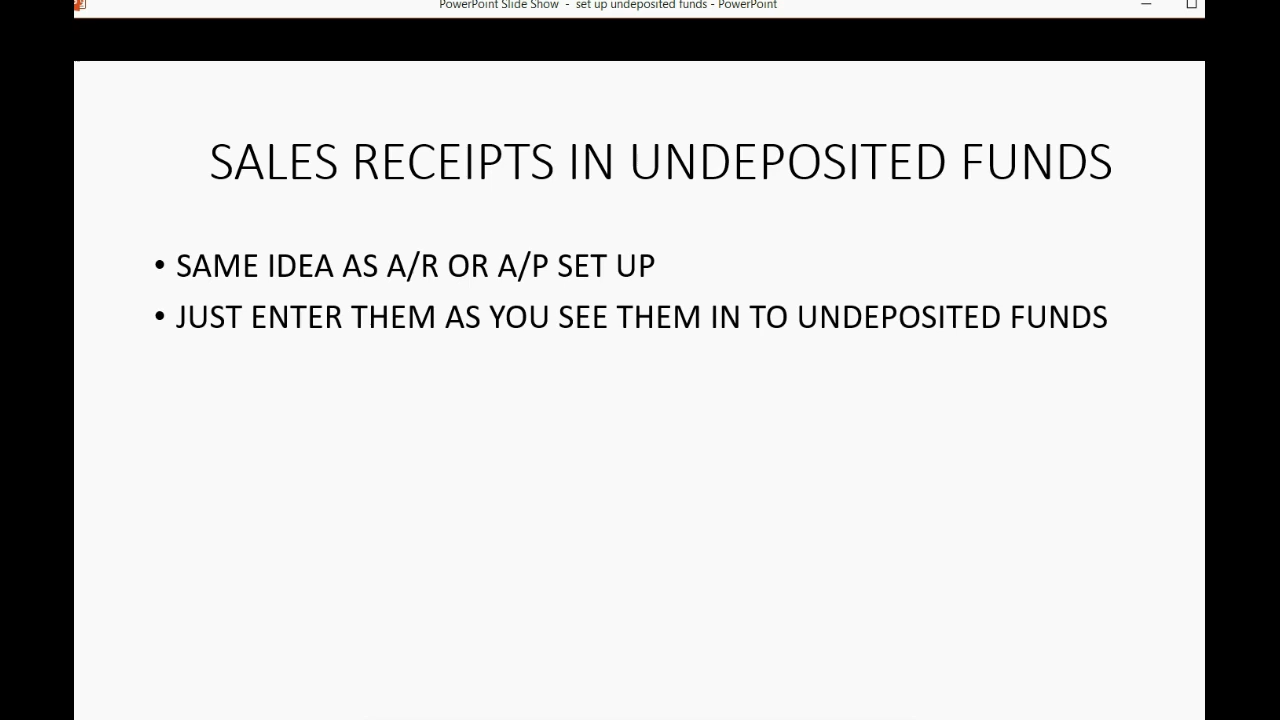 PowerPoint Slide Show - set up undeposited funds - PowerPoint
SALES RECEIPTS IN UNDEPOSITED FUNDS
• SAME IDEA AS A/R OR A/P SET UP
• JUST ENTER THEM AS YOU SEE THEM IN TO UNDEPOSITED FUNDS